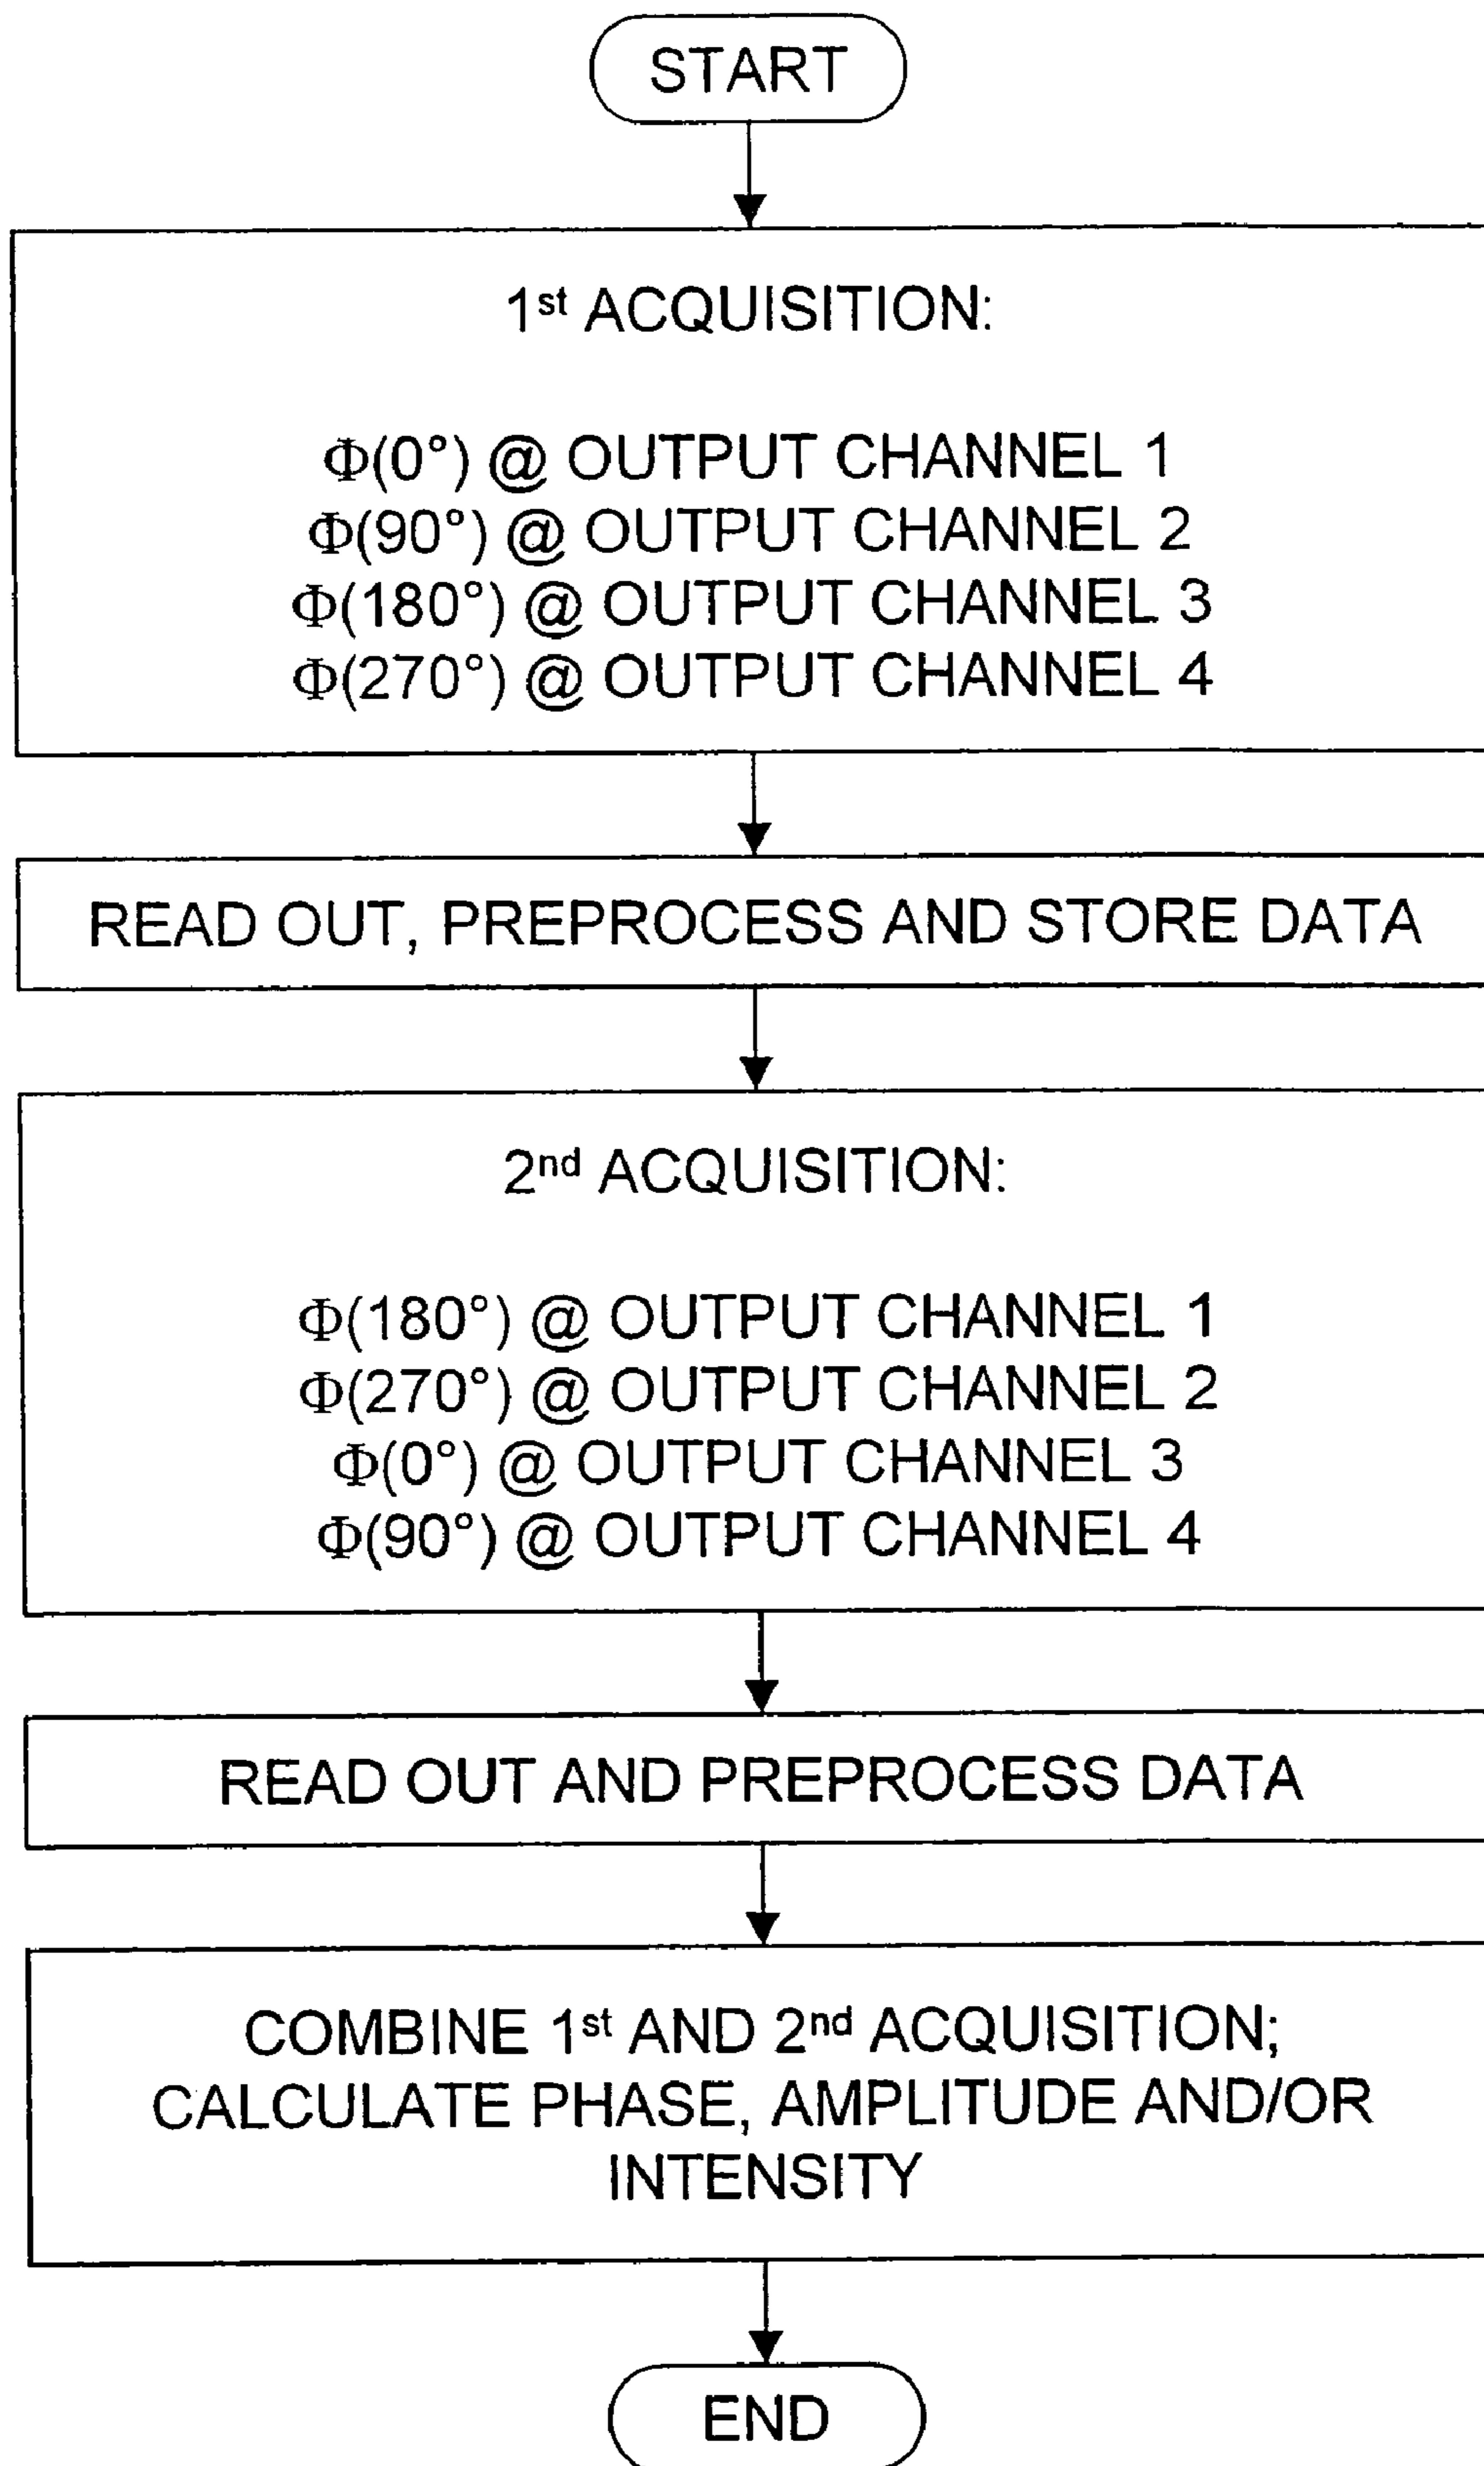 START
1st ACQUISITION:
Φ(0°) @ OUTPUT CHANNEL 1
Φ(90°) @ OUTPUT CHANNEL 2
Φ(180°) @ OUTPUT CHANNEL 3
Φ(270°) @ OUTPUT CHANNEL 4
READ OUT, PREPROCESS AND STORE DATA
2nd ACQUISITION:
Φ(180°) @ OUTPUT CHANNEL 1
Φ(270°) @ OUTPUT CHANNEL 2
Φ(0°) @ OUTPUT CHANNEL 3
Φ(90°) @ OUTPUT CHANNEL 4
READ OUT AND PREPROCESS DATA
COMBINE 1st AND 2nd ACQUISITION;
CALCULATE PHASE, AMPLITUDE AND/OR
INTENSITY
END